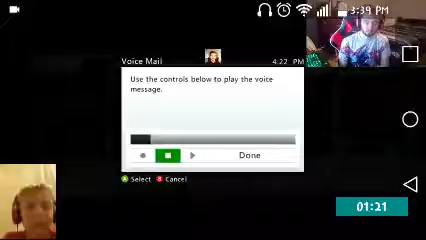 3:39 PM
Voice Mail
4:22 PM
Use the controls below to play the voice
message.
Done
A Select B Cancel
01:21